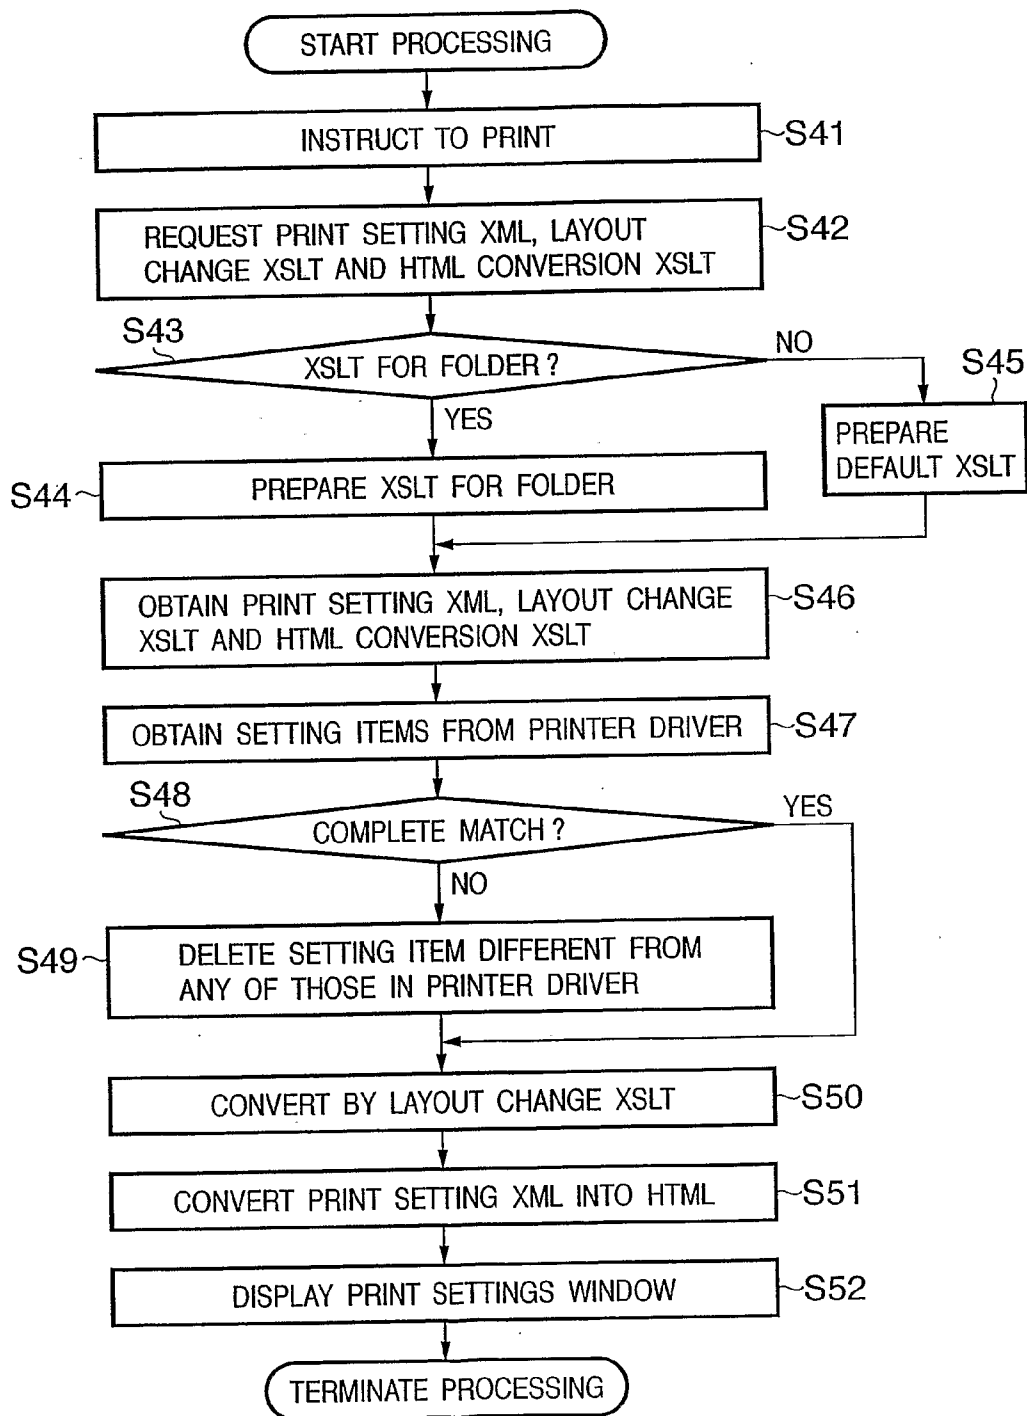 START PROCESSING
INSTRUCT TO PRINT
S41
REQUEST PRINT SETTING XML, LAYOUT
CHANGE XSLT AND HTML CONVERSION XSLT
S42
S43
XSLT FOR FOLDER?
NO
YES
S45
PREPARE
DEFAULT XSLT
S44
PREPARE XSLT FOR FOLDER
OBTAIN PRINT SETTING XML, LAYOUT CHANGE
XSLT AND HTML CONVERSION XSLT
S46
OBTAIN SETTING ITEMS FROM PRINTER DRIVER
S47
S48
COMPLETE MATCH?
YES
NO
S49
DELETE SETTING ITEM DIFFERENT FROM
ANY OF THOSE IN PRINTER DRIVER
CONVERT BY LAYOUT CHANGE XSLT
S50
CONVERT PRINT SETTING XML INTO HTML
S51
DISPLAY PRINT SETTINGS WINDOW
S52
TERMINATE PROCESSING